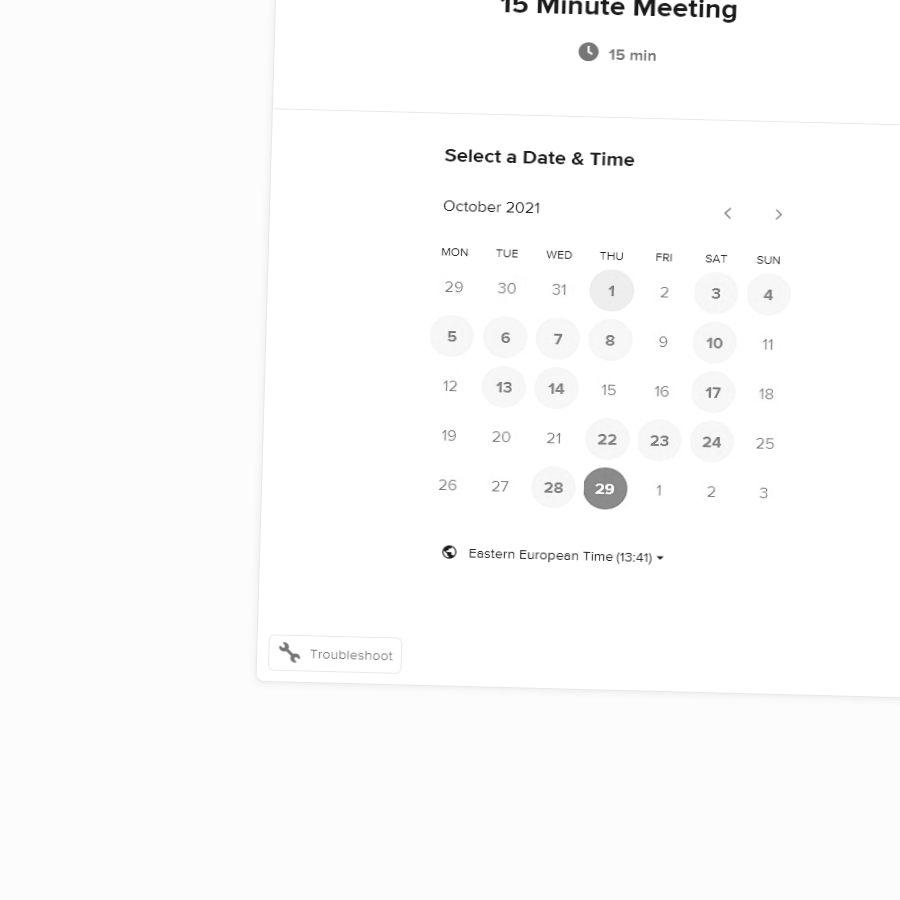 15 Minute Meeting
15 min
Select a Date & Time
October 2021
MON TUE WED THU FRI SAT SUN
29 30 31 1 2 3 4
5 6 7 8 9 10 11
12 13 14 15 16 17 18
19 20 21 22 23 24 25
26 27 28 29 1 2 3
Eastern European Time (13:41)
Troubleshoot